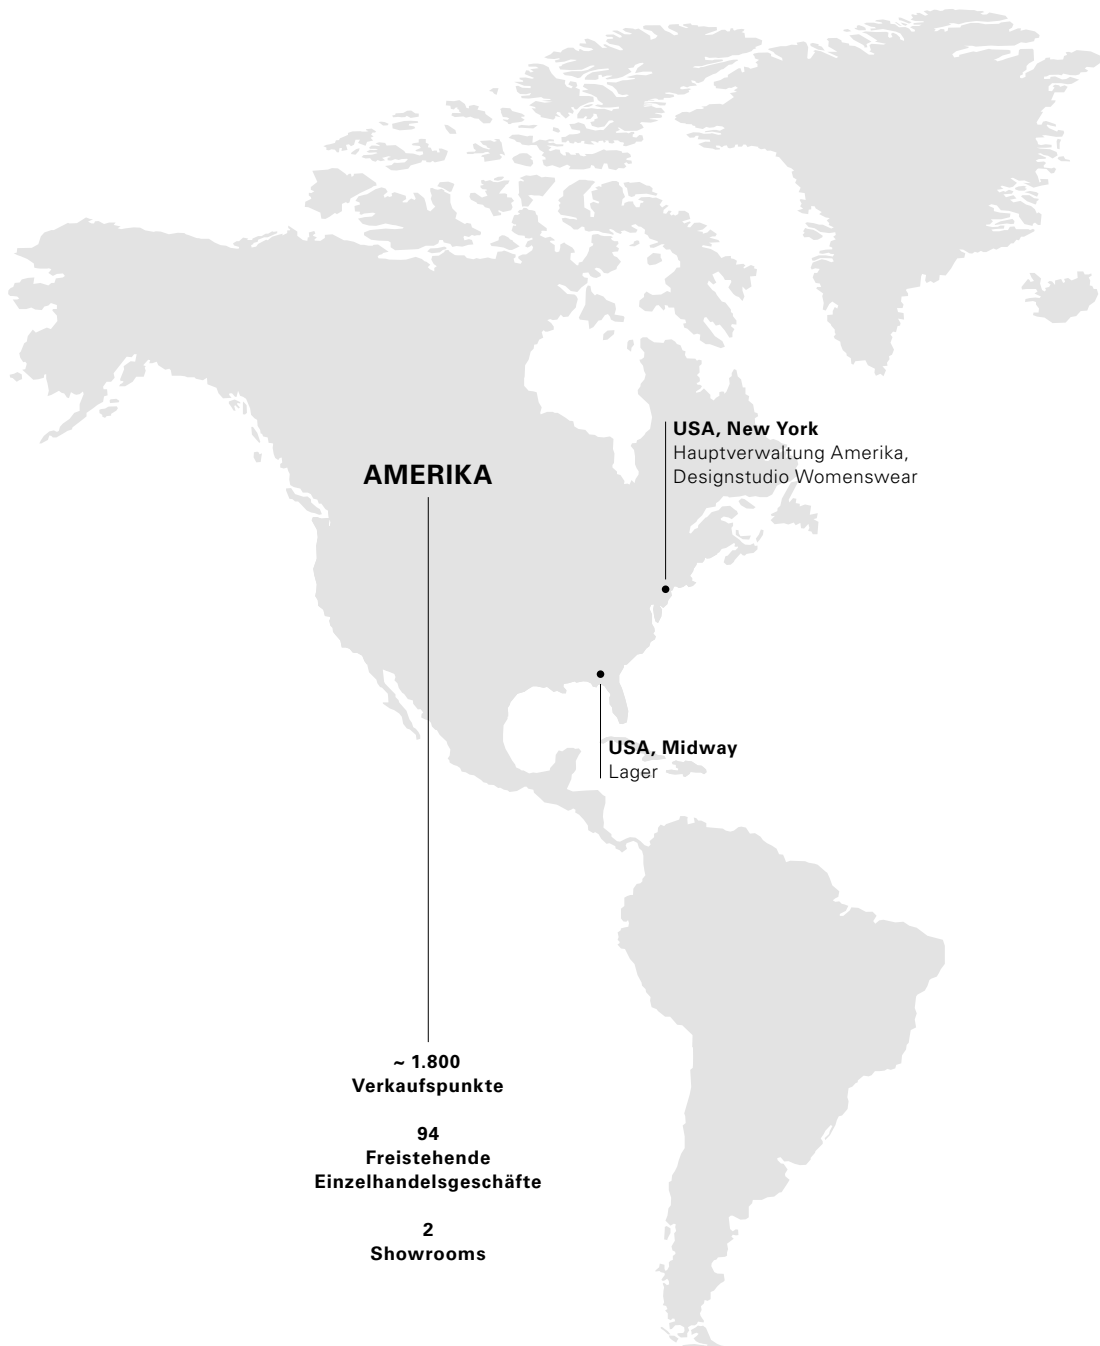 USA, New York
Hauptverwaltung Amerika,
Designstudio Womenswear
AMERIKA
USA, Midway
Lager
~ 1.800
Verkaufspunkte
94
Freistehende
Einzelhandelsgeschäfte
2
Showrooms